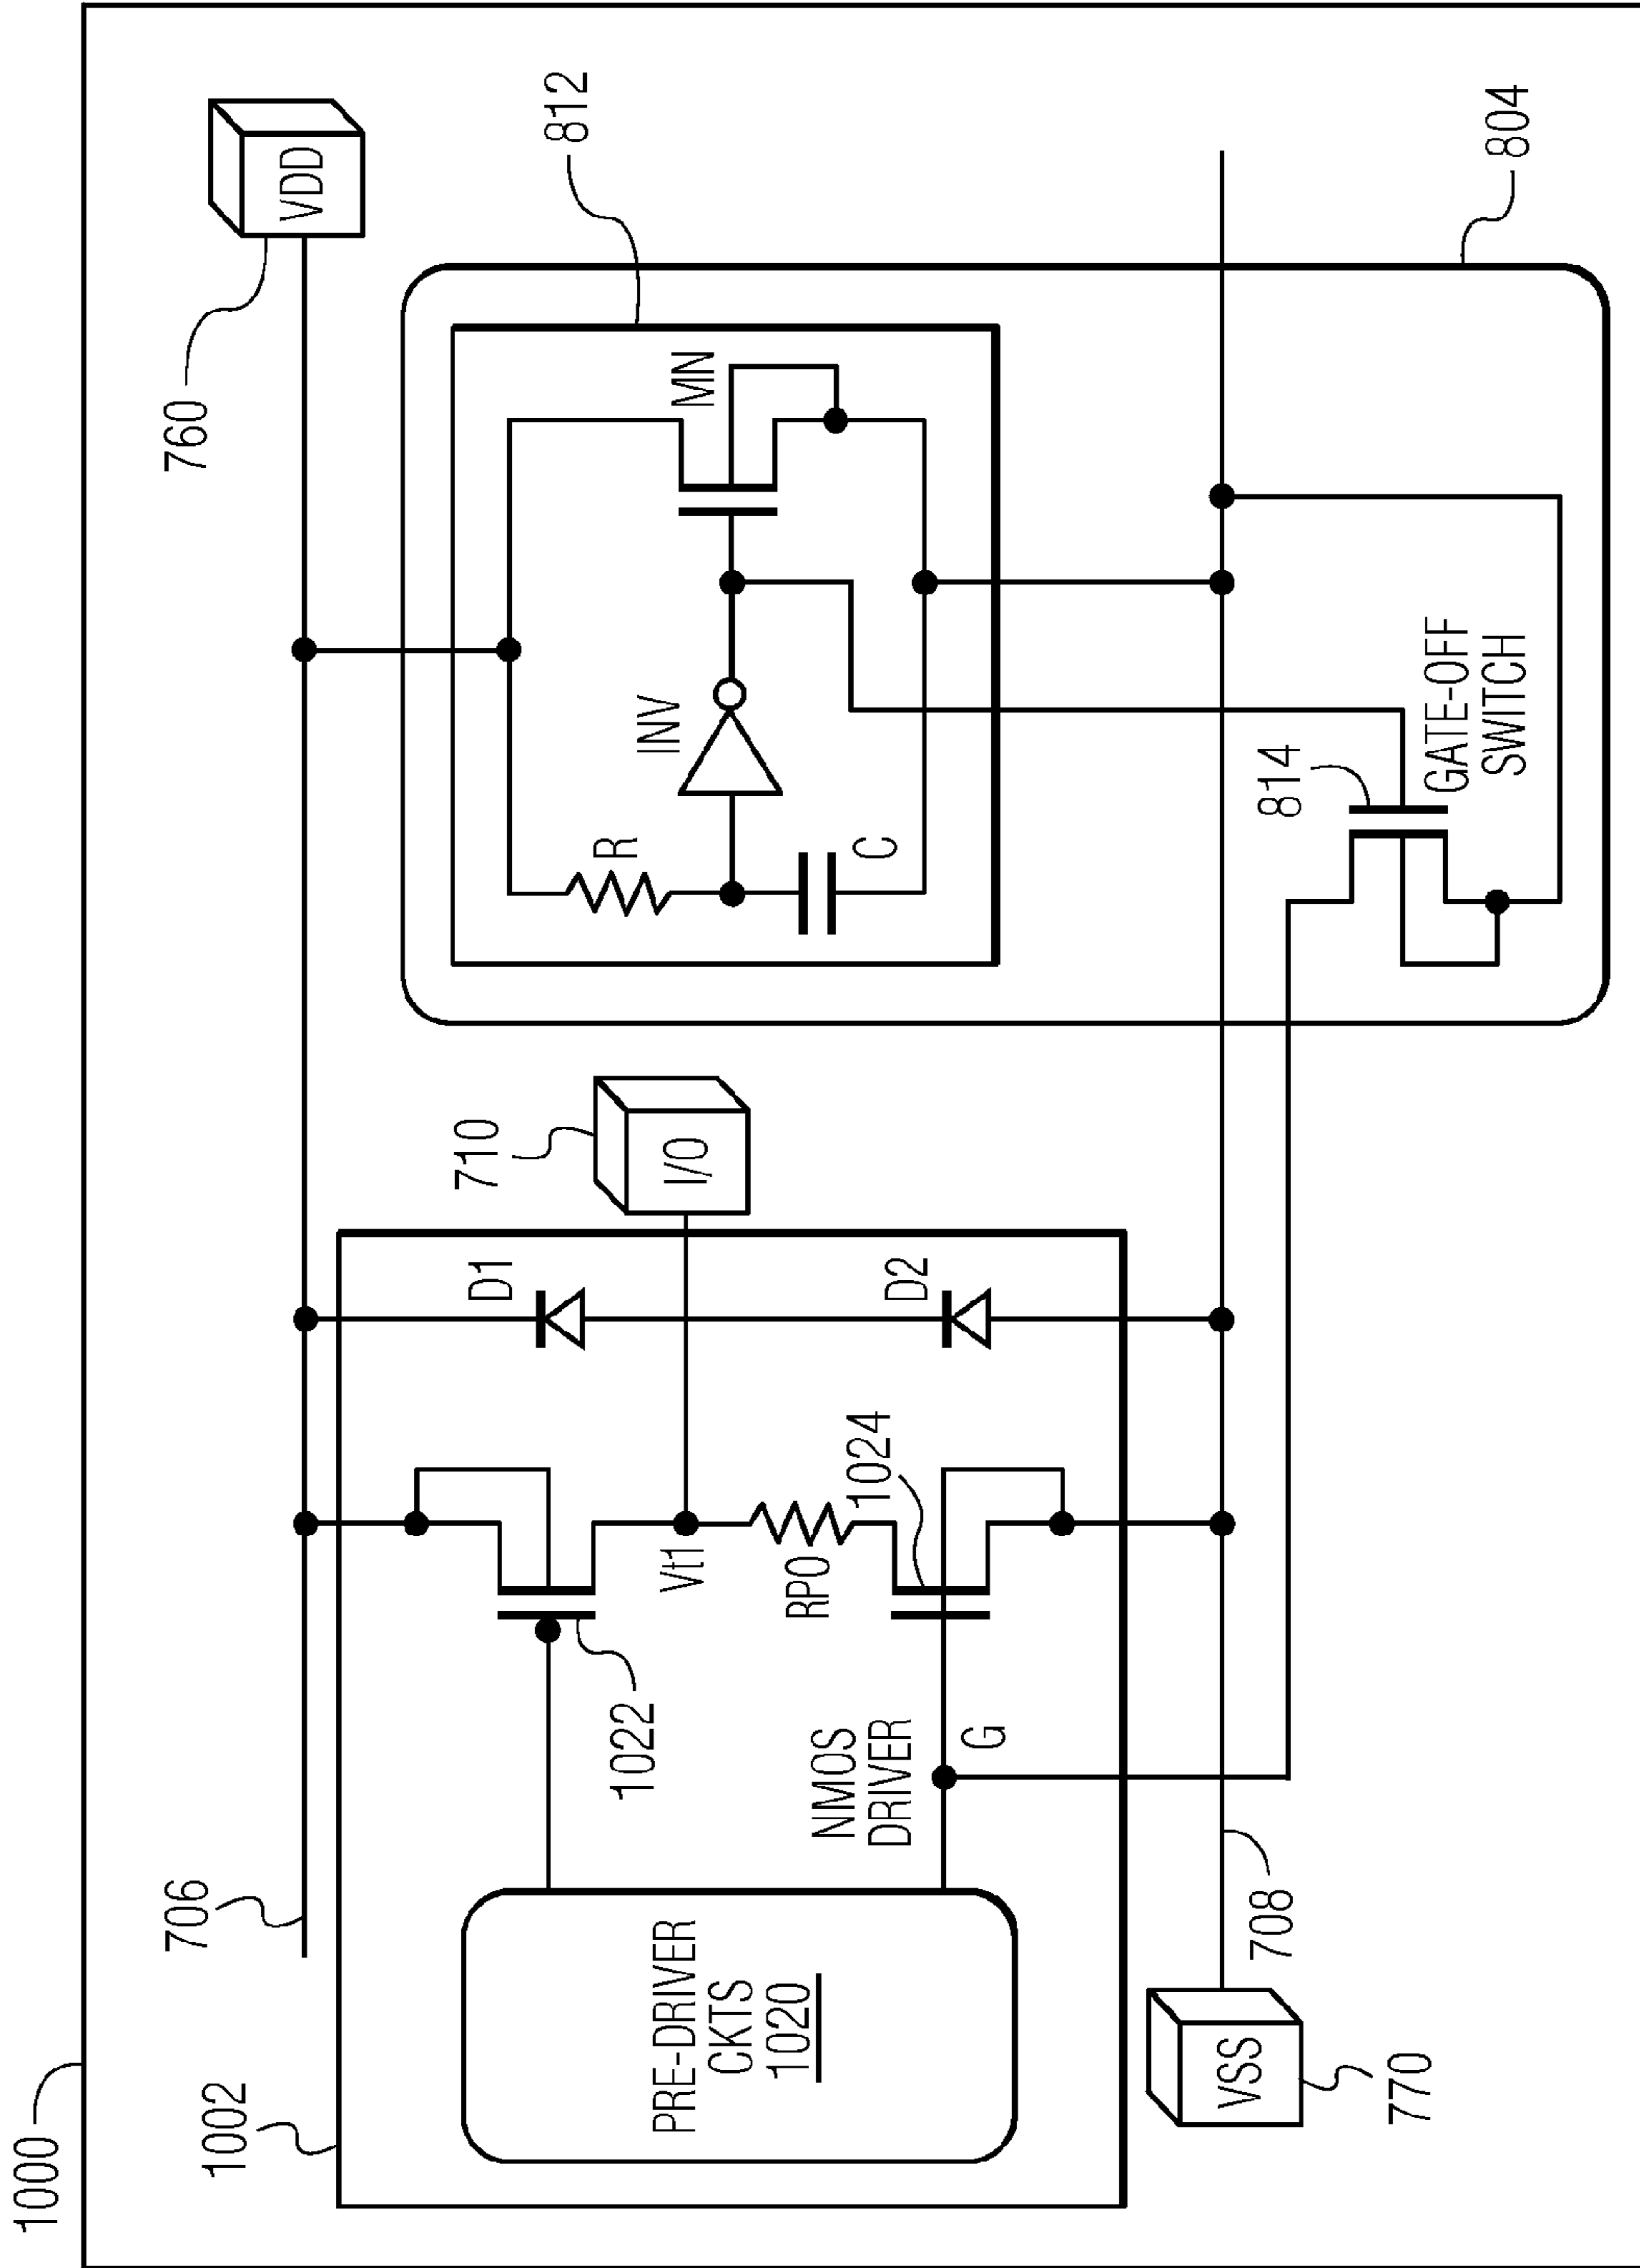 1000
1002
706
760
VDD
812
804
PRE-DRIVER
CKTS
1020
1022
NMOS
DRIVER
G
Vt1
RPO
1024
D1
D2
710
I/O
R
C
INV
MN
814
GATE-OFF
SWITCH
708
VSS
770